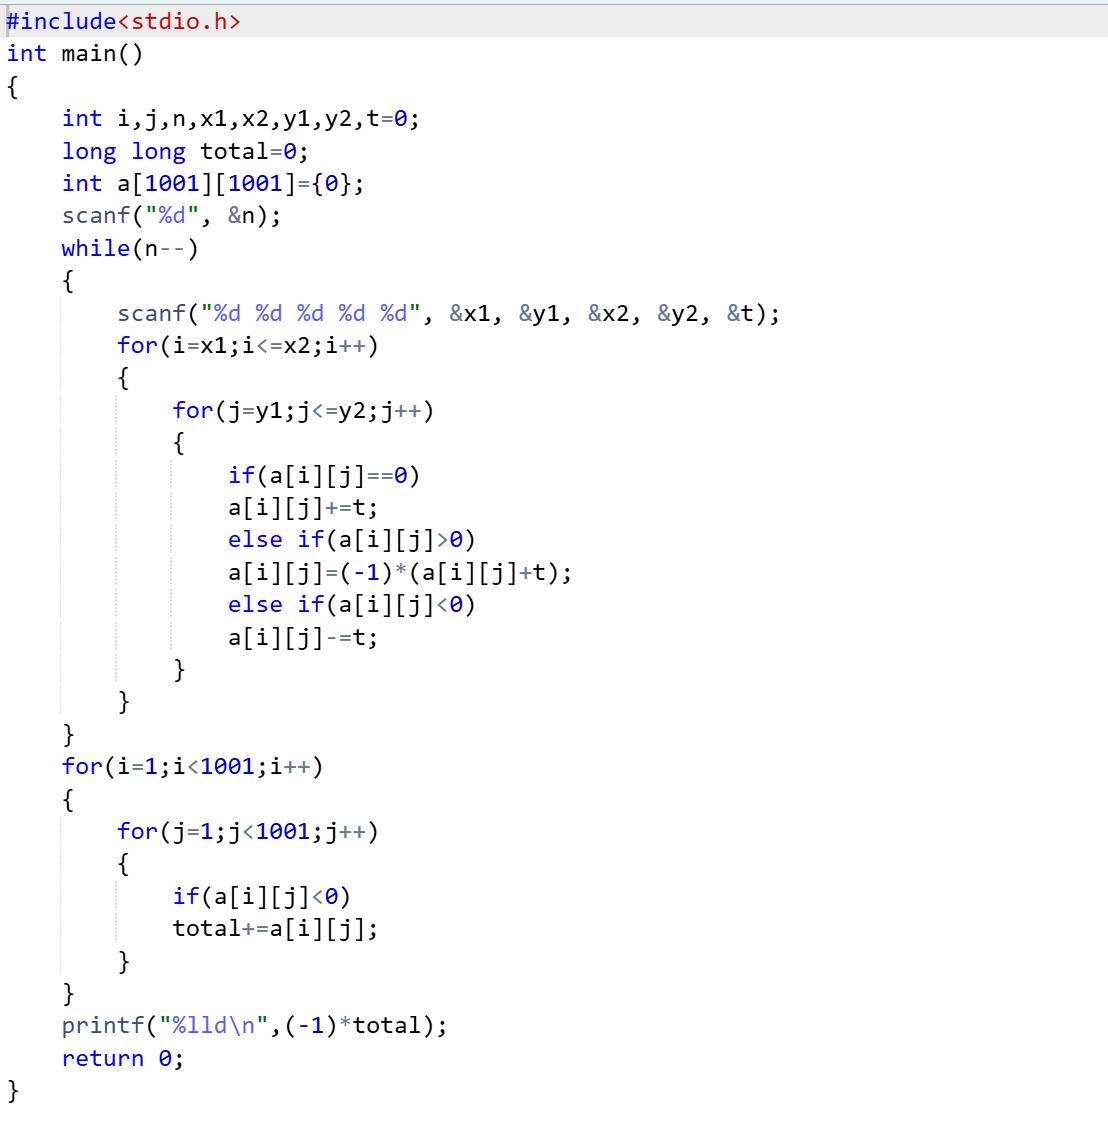 #include<stdio.h>
int main()
{
    int i,j,n,x1,x2,y1,y2,t=0;
    long long total=0;
    int a[1001][1001]={0};
    scanf("%d", &n);
    while(n--)
    {
        scanf("%d %d %d %d %d", &x1, &y1, &x2, &y2, &t);
        for(i=x1;i<=x2;i++)
        {
            for(j=y1;j<=y2;j++)
            {
                if(a[i][j]==0)
                a[i][j]+=t;
                else if(a[i][j]>0)
                a[i][j]=(-1)*(a[i][j]+t);
                else if(a[i][j]<0)
                a[i][j]-=t;
            }
        }
    }
    for(i=1;i<1001;i++)
    {
        for(j=1;j<1001;j++)
        {
            if(a[i][j]<0)
            total+=a[i][j];
        }
    }
    printf("%lld\n",(-1)*total);
    return 0;
}